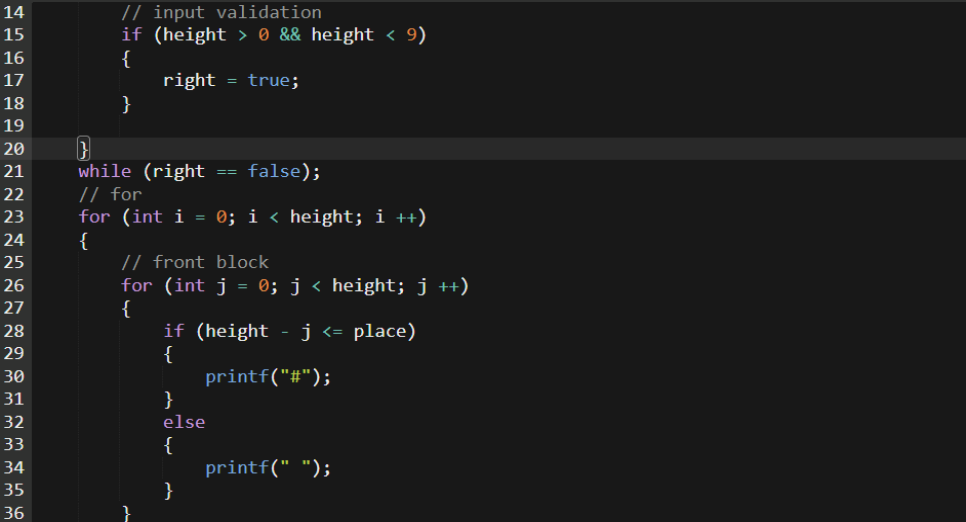 14 // input validation
15 if (height > 0 && height < 9)
16 {
17 right = true;
18 }
19
20 }
21 while (right == false);
22 // for
23 for (int i = 0; i < height; i ++)
24 {
25 // front block
26 for (int j = 0; j < height; j ++)
27 {
28 if (height - j <= place)
29 {
30 printf("#");
31 }
32 else
33 {
34 printf(" ");
35 }
36 }